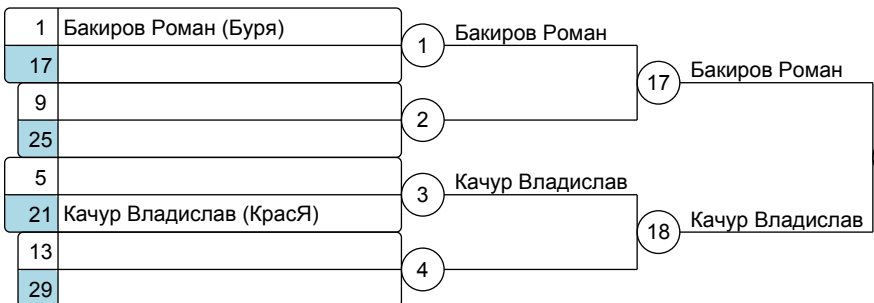 1 Бакиров Роман (Буря)
17
1 Бакиров Роман
9
25
2
17 Бакиров Роман
5
21 Качур Владислав (КрасЯ)
3 Качур Владислав
13
29
4
18 Качур Владислав